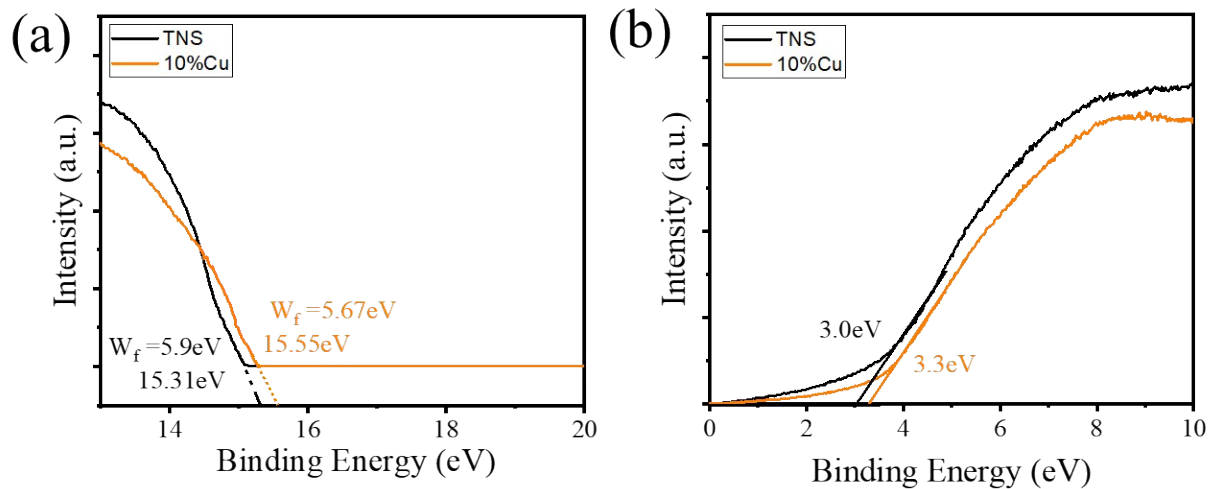 (a)
TNS
10%Cu
Intensity (a.u.)
W_f =5.67eV
15.55eV
W_f =5.9eV
15.31eV
14 16 18 20
Binding Energy (eV)
(b)
TNS
10%Cu
Intensity (a.u.)
3.0eV
3.3eV
0 2 4 6 8 10
Binding Energy (eV)